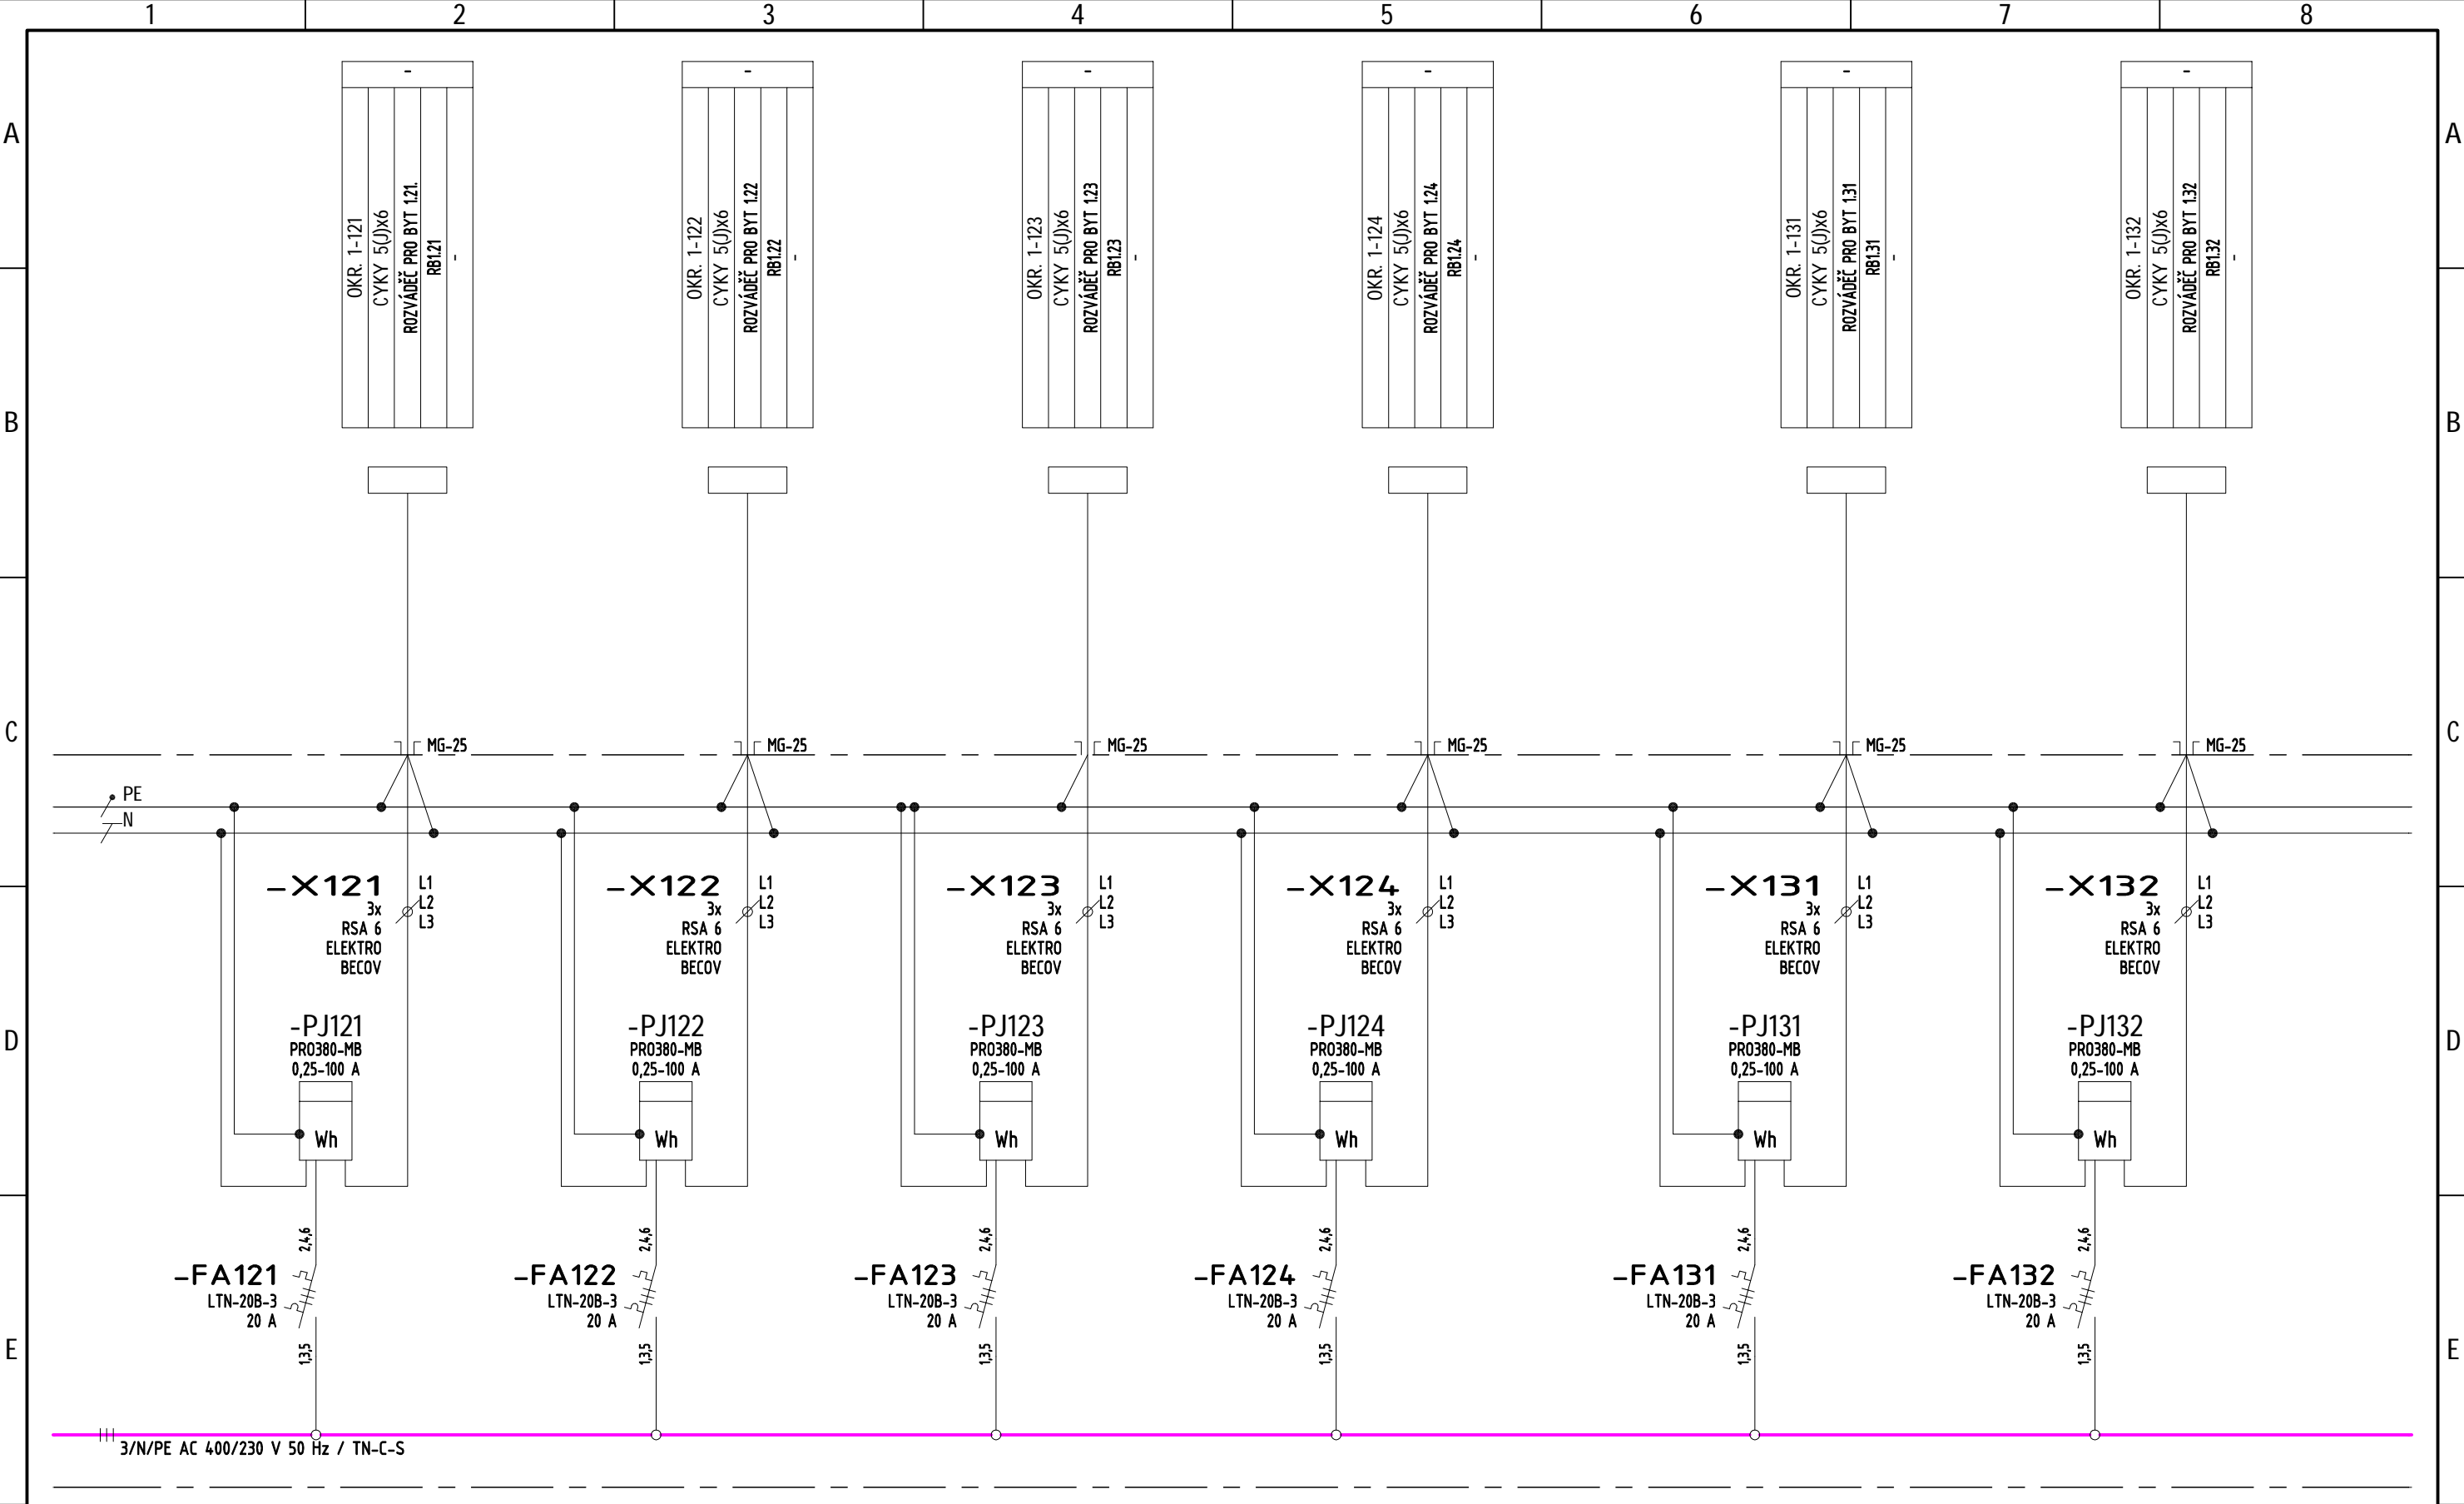 1 2 3 4 5 6 7 8
A A
- - - - - -
OKR. 1-121
CYKY 5(J)x6
ROZVÁDĚČ PRO BYT 1.21.
RB1.21
-
OKR. 1-122
CYKY 5(J)x6
ROZVÁDĚČ PRO BYT 1.22
RB1.22
-
OKR. 1-123
CYKY 5(J)x6
ROZVÁDĚČ PRO BYT 1.23
RB1.23
-
OKR. 1-124
CYKY 5(J)x6
ROZVÁDĚČ PRO BYT 1.24
RB1.24
-
OKR. 1-131
CYKY 5(J)x6
ROZVÁDĚČ PRO BYT 1.31
RB1.31
-
OKR. 1-132
CYKY 5(J)x6
ROZVÁDĚČ PRO BYT 1.32
RB1.32
-
B B
C C
MG-25 MG-25 MG-25 MG-25 MG-25 MG-25
PE
N
-X121
3x
RSA 6
ELEKTRO
BECOV
L1
L2
L3
-X122
3x
RSA 6
ELEKTRO
BECOV
L1
L2
L3
-X123
3x
RSA 6
ELEKTRO
BECOV
L1
L2
L3
-X124
3x
RSA 6
ELEKTRO
BECOV
L1
L2
L3
-X131
3x
RSA 6
ELEKTRO
BECOV
L1
L2
L3
-X132
3x
RSA 6
ELEKTRO
BECOV
L1
L2
L3
D D
-PJ121
PRO380-MB
0,25-100 A
Wh
-PJ122
PRO380-MB
0,25-100 A
Wh
-PJ123
PRO380-MB
0,25-100 A
Wh
-PJ124
PRO380-MB
0,25-100 A
Wh
-PJ131
PRO380-MB
0,25-100 A
Wh
-PJ132
PRO380-MB
0,25-100 A
Wh
2,4,6
-FA121
LTN-20B-3
20 A
1,3,5
2,4,6
-FA122
LTN-20B-3
20 A
1,3,5
2,4,6
-FA123
LTN-20B-3
20 A
1,3,5
2,4,6
-FA124
LTN-20B-3
20 A
1,3,5
2,4,6
-FA131
LTN-20B-3
20 A
1,3,5
2,4,6
-FA132
LTN-20B-3
20 A
1,3,5
E E
3/N/PE AC 400/230 V 50 Hz / TN-C-S